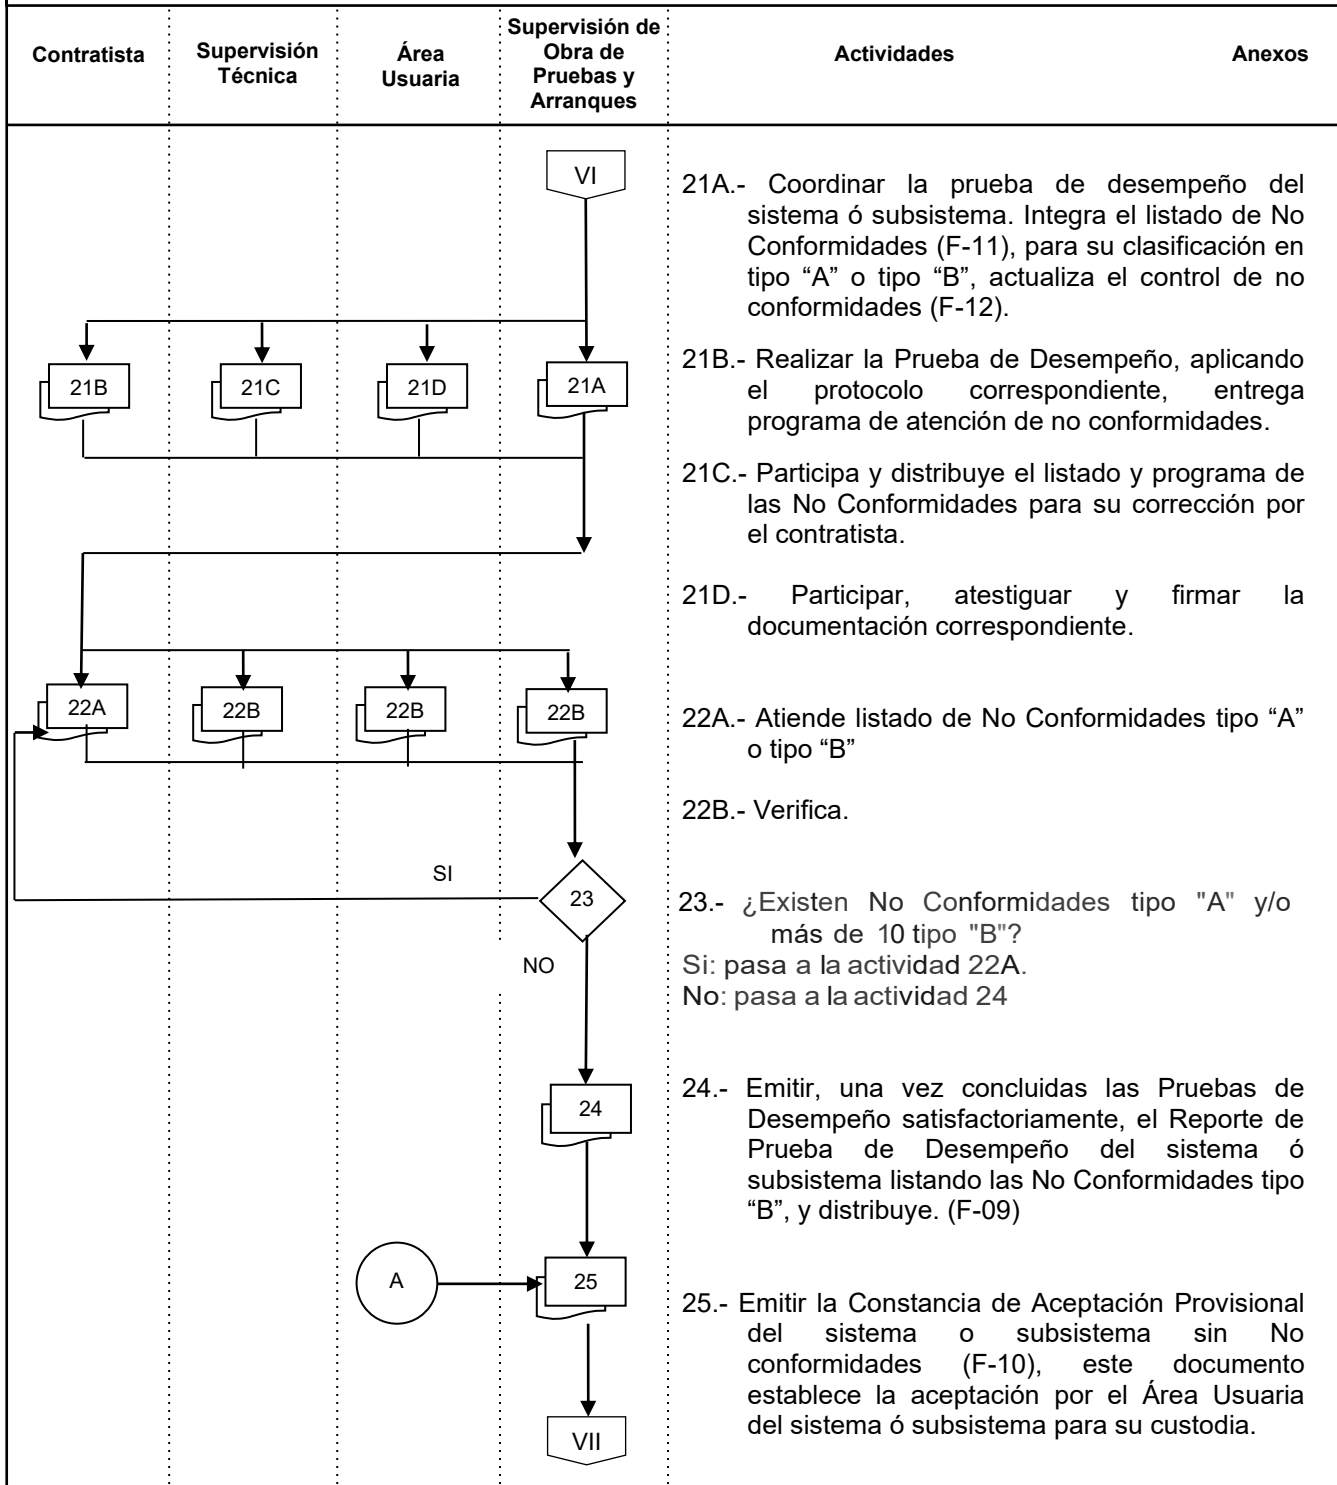 Contratista
Supervisión
Técnica
Área
Usuaria
Supervisión de
Obra de
Pruebas y
Arranques
Actividades
Anexos
VI
21B
21C
21D
21A
22A
22B
22B
22B
SI
23
NO
24
A
25
VII
21A.- Coordinar la prueba de desempeño del
sistema ó subsistema. Integra el listado de No
Conformidades (F-11), para su clasificación en
tipo “A” o tipo “B”, actualiza el control de no
conformidades (F-12).
21B.- Realizar la Prueba de Desempeño, aplicando
el protocolo correspondiente, entrega
programa de atención de no conformidades.
21C.- Participa y distribuye el listado y programa de
las No Conformidades para su corrección por
el contratista.
21D.- Participar, atestiguar y firmar la
documentación correspondiente.
22A.- Atiende listado de No Conformidades tipo “A”
o tipo “B”
22B.- Verifica.
23.- ¿Existen No Conformidades tipo "A" y/o
más de 10 tipo "B"?
Si: pasa a la actividad 22A.
No: pasa a la actividad 24
24.- Emitir, una vez concluidas las Pruebas de
Desempeño satisfactoriamente, el Reporte de
Prueba de Desempeño del sistema ó
subsistema listando las No Conformidades tipo
“B”, y distribuye. (F-09)
25.- Emitir la Constancia de Aceptación Provisional
del sistema o subsistema sin No
conformidades (F-10), este documento
establece la aceptación por el Área Usuaria
del sistema ó subsistema para su custodia.